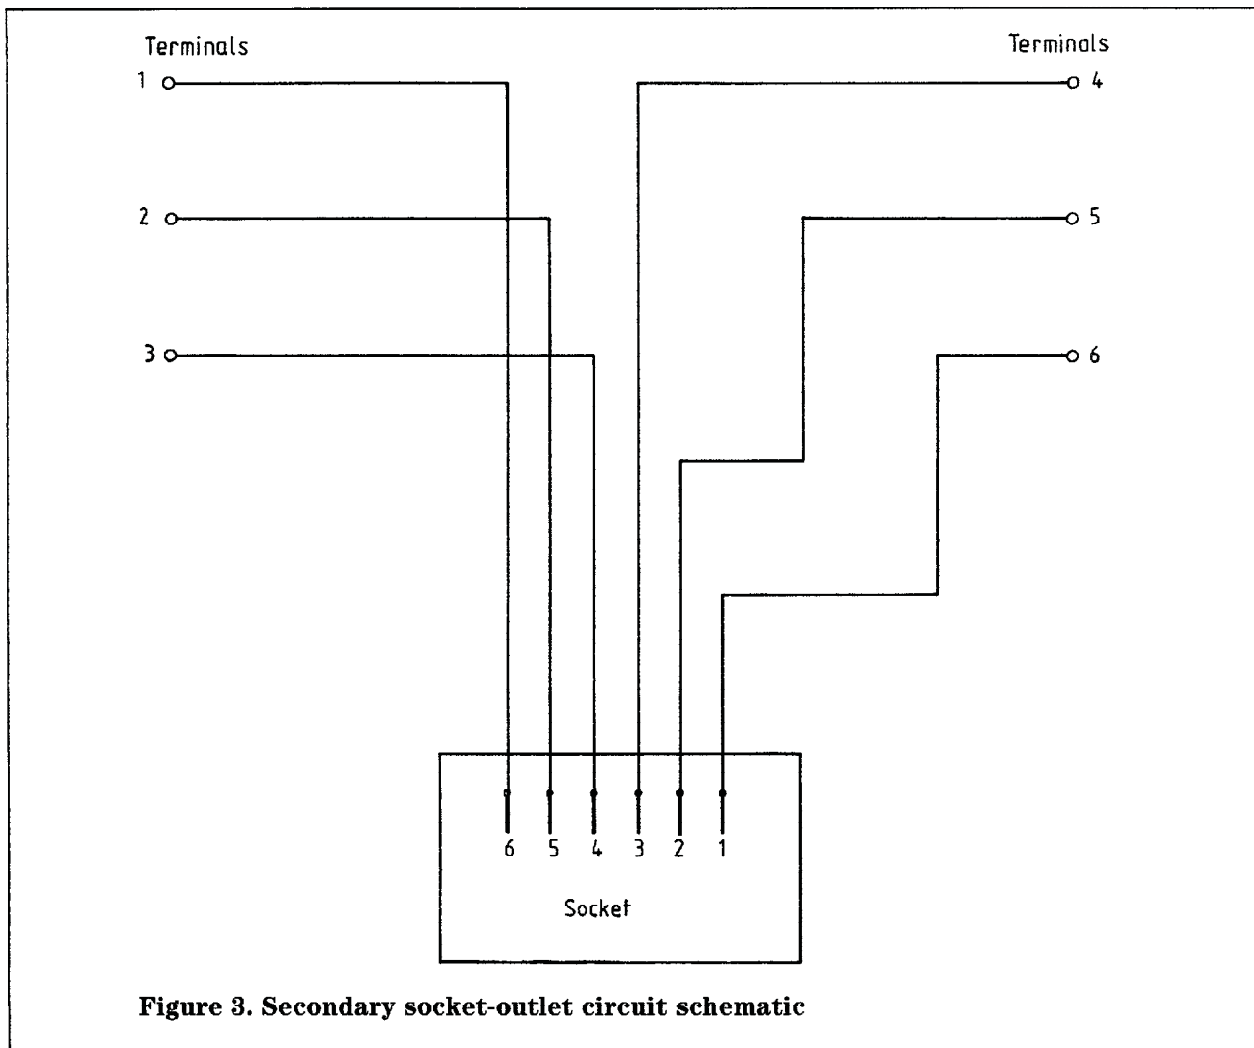 Terminals
Terminals
1
4
2
5
3
6
6 5 4 3 2 1
Socket
Figure 3. Secondary socket-outlet circuit schematic